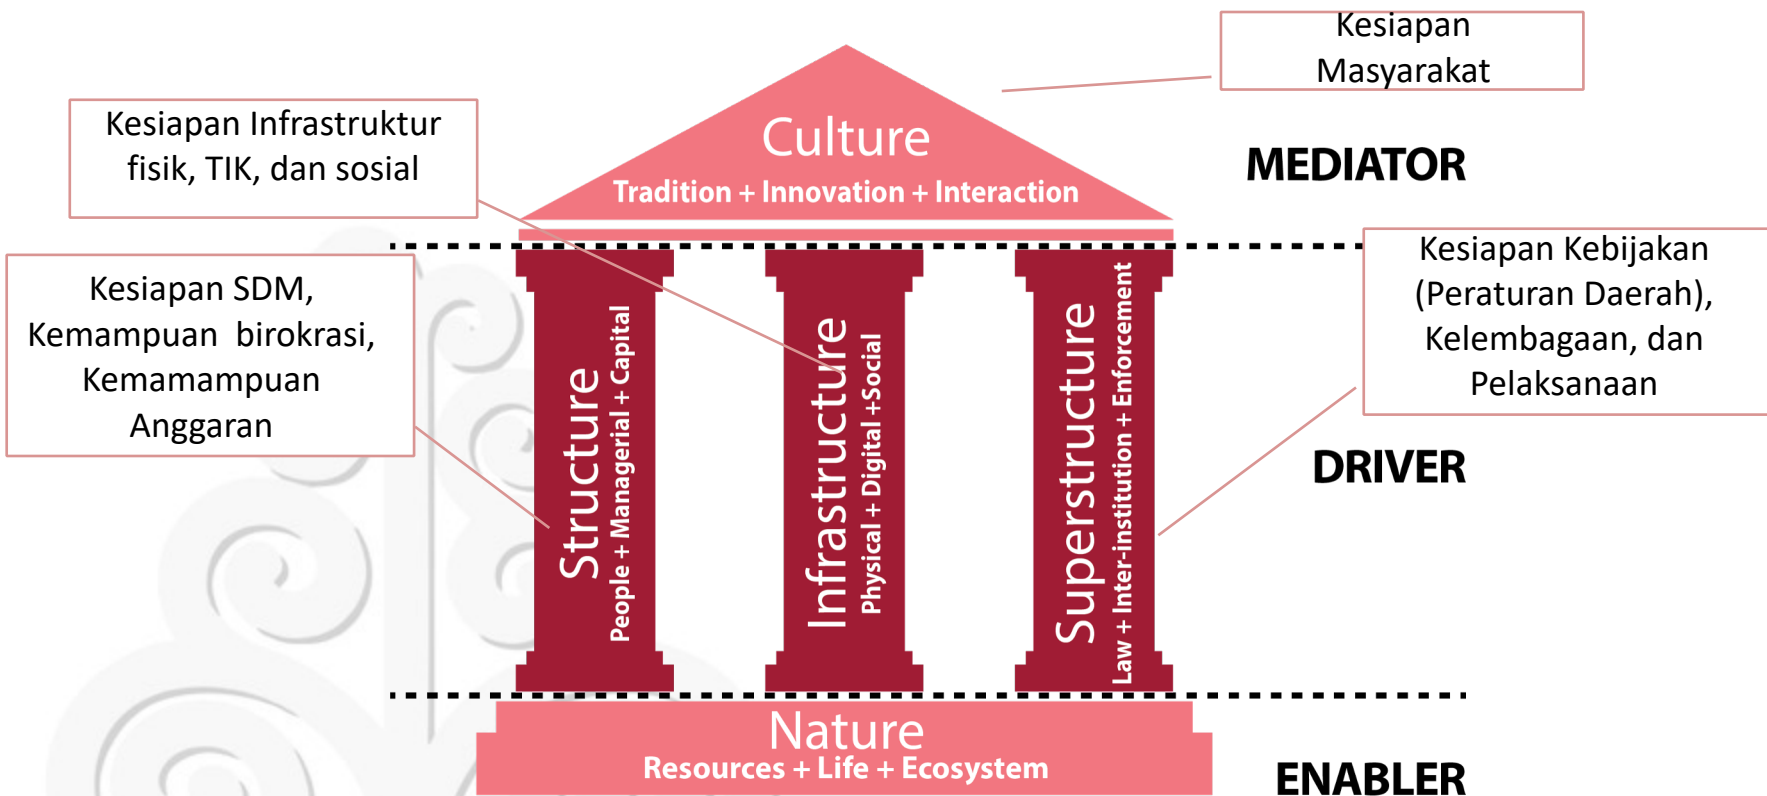 Kesiapan
Masyarakat
Kesiapan Infrastruktur
fisik, TIK, dan sosial
Culture
Tradition + Innovation + Interaction
MEDIATOR
Kesiapan SDM,
Kemampuan birokrasi,
Kemamampuan
Anggaran
Structure
People + Managerial + Capital
Infrastructure
Physical + Digital +Social
Superstructure
Law + Inter-institution + Enforcement
Kesiapan Kebijakan
(Peraturan Daerah),
Kelembagaan, dan
Pelaksanaan
DRIVER
Nature
Resources + Life + Ecosystem
ENABLER